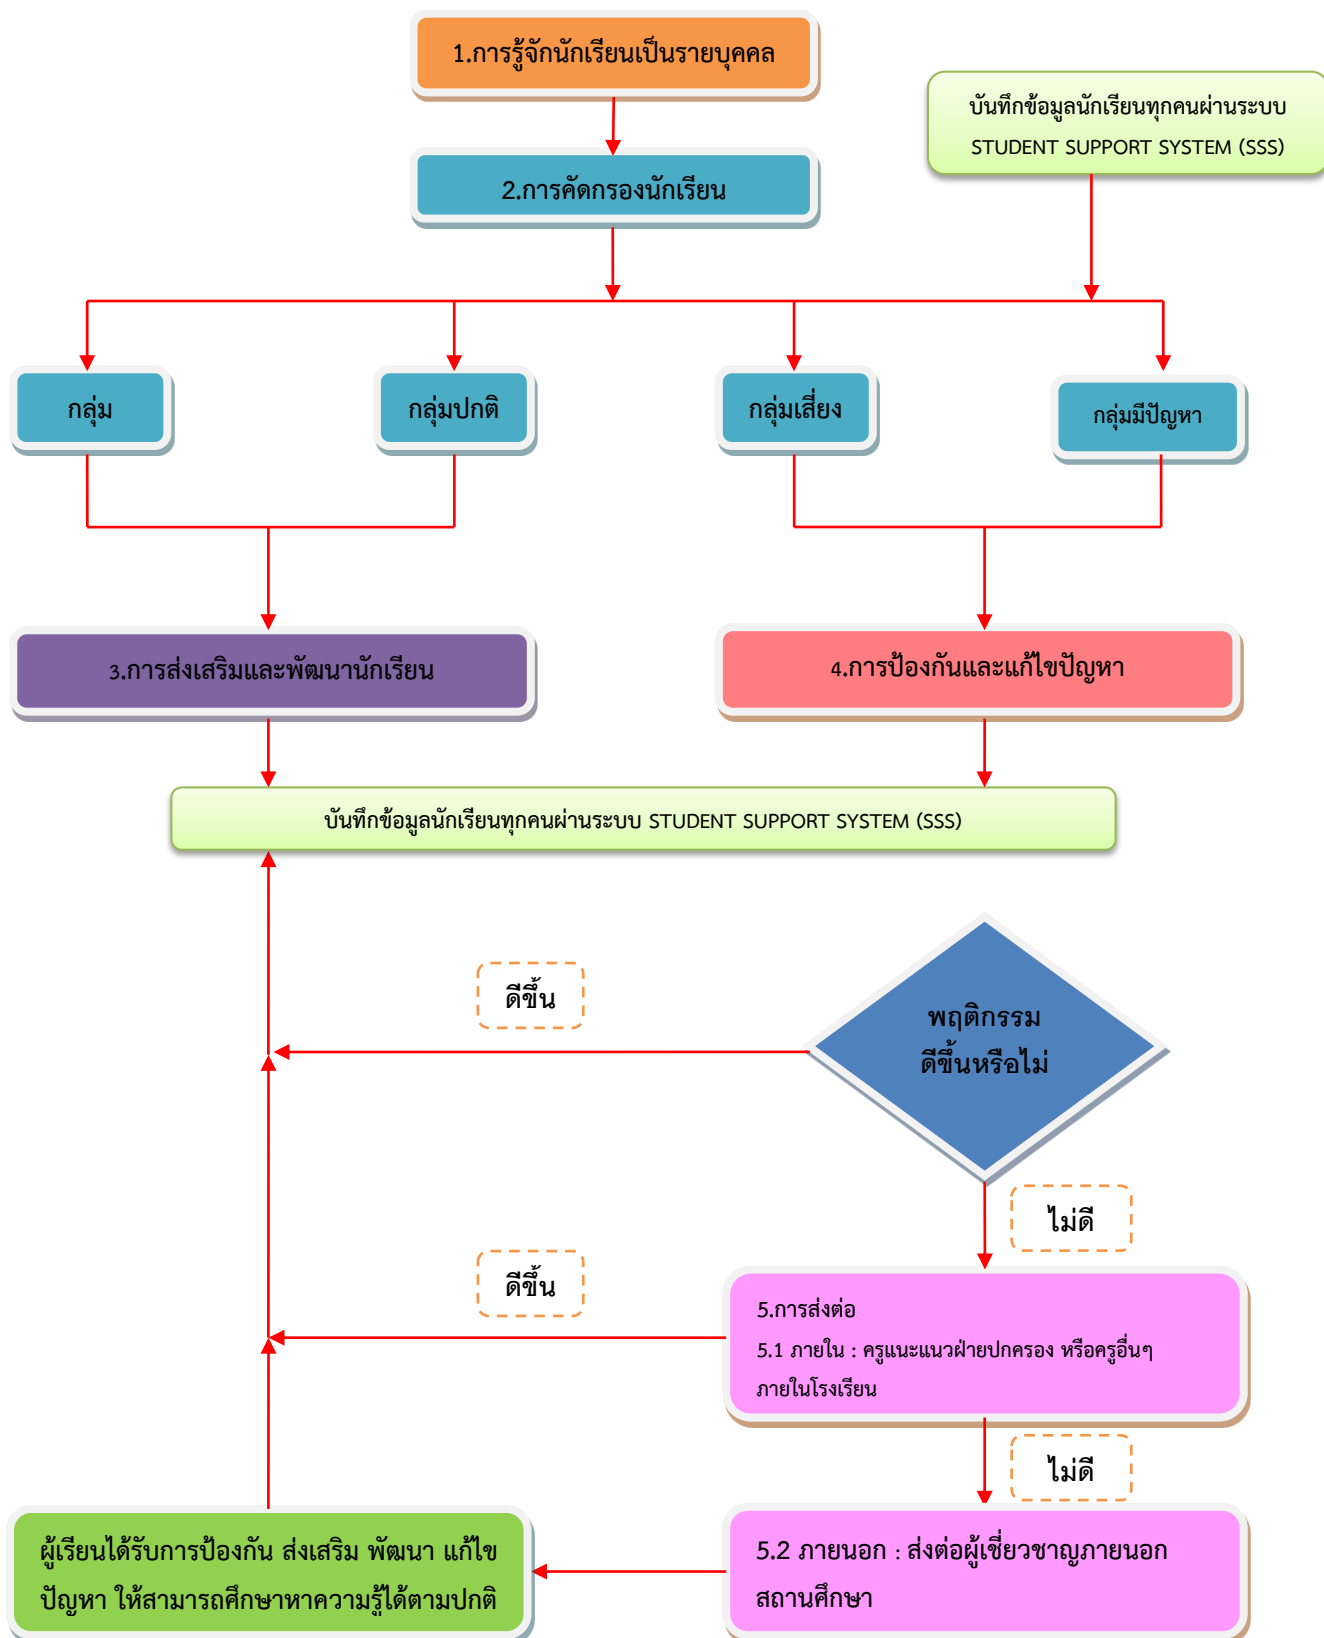 1.การรู้จักนักเรียนเป็นรายบุคคล
บันทึกข้อมูลนักเรียนทุกคนผ่านระบบ
STUDENT SUPPORT SYSTEM (SSS)
2.การคัดกรองนักเรียน
กลุ่ม
กลุ่มปกติ
กลุ่มเสี่ยง
กลุ่มมีปัญหา
3.การส่งเสริมและพัฒนานักเรียน
4.การป้องกันและแก้ไขปัญหา
บันทึกข้อมูลนักเรียนทุกคนผ่านระบบ STUDENT SUPPORT SYSTEM (SSS)
ดีขึ้น
พฤติกรรม
ดีขึ้นหรือไม่
ไม่ดี
ดีขึ้น
5.การส่งต่อ
5.1 ภายใน : ครูแนะแนวฝ่ายปกครอง หรือครูอื่นๆ
ภายในโรงเรียน
ไม่ดี
ผู้เรียนได้รับการป้องกัน ส่งเสริม พัฒนา แก้ไข
ปัญหา ให้สามารถศึกษาหาความรู้ได้ตามปกติ
5.2 ภายนอก : ส่งต่อผู้เชี่ยวชาญภายนอก
สถานศึกษา